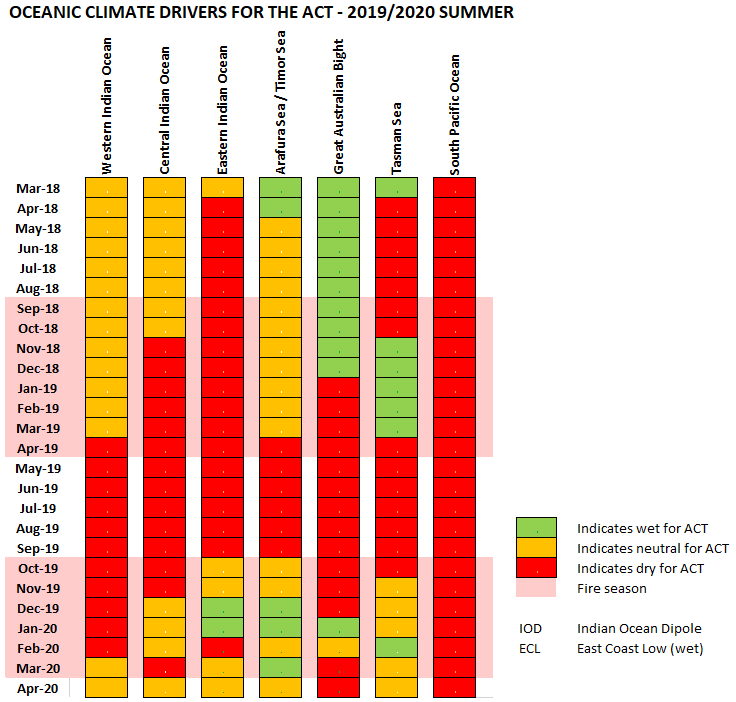 OCEANIC CLIMATE DRIVERS FOR THE ACT - 2019/2020 SUMMER
Western Indian Ocean
Central Indian Ocean
Eastern Indian Ocean
Arafura Sea / Timor Sea
Great Australian Bight
Tasman Sea
South Pacific Ocean
Mar-18
Apr-18
May-18
Jun-18
Jul-18
Aug-18
Sep-18
Oct-18
Nov-18
Dec-18
Jan-19
Feb-19
Mar-19
Apr-19
May-19
Jun-19
Jul-19
Aug-19
Sep-19
Oct-19
Nov-19
Dec-19
Jan-20
Feb-20
Mar-20
Apr-20
Indicates wet for ACT
Indicates neutral for ACT
Indicates dry for ACT
Fire season
IOD Indian Ocean Dipole
ECL East Coast Low (wet)